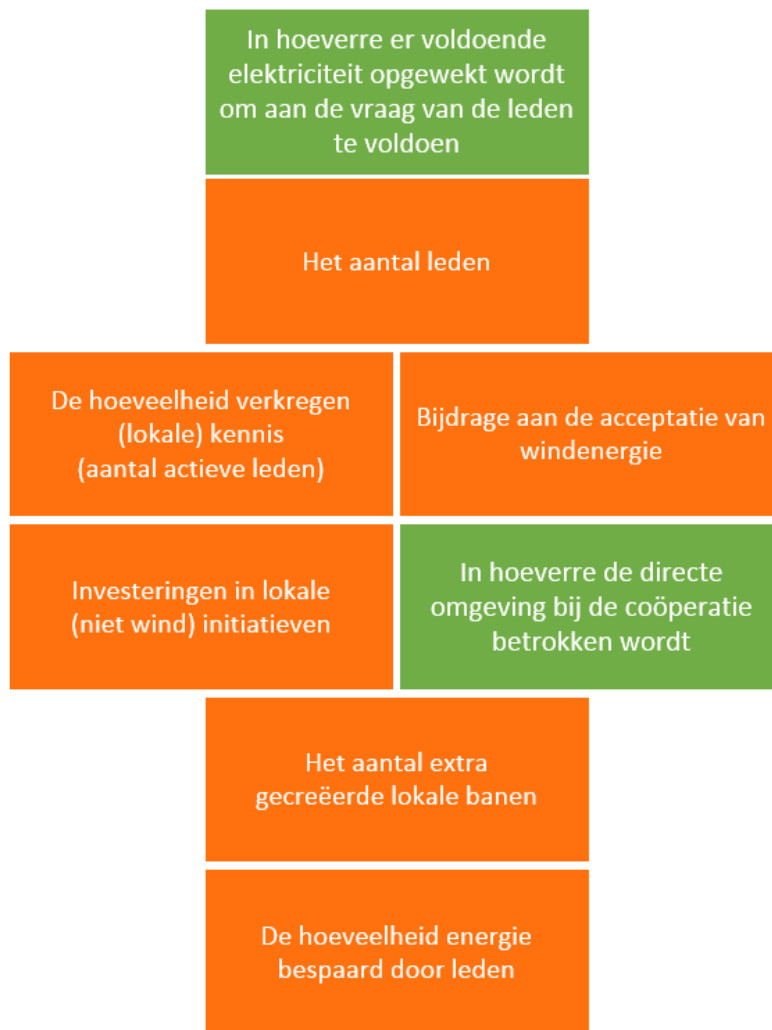 In hoeverre er voldoende
elektriciteit opgewekt wordt
om aan de vraag van de leden
te voldoen
Het aantal leden
De hoeveelheid verkregen
(lokale) kennis
(aantal actieve leden)
Bijdrage aan de acceptatie van
windenergie
Investeringen in lokale
(niet wind) initiatieven
In hoeverre de directe
omgeving bij de coöperatie
betrokken wordt
Het aantal extra
gecreëerde lokale banen
De hoeveelheid energie
bespaard door leden